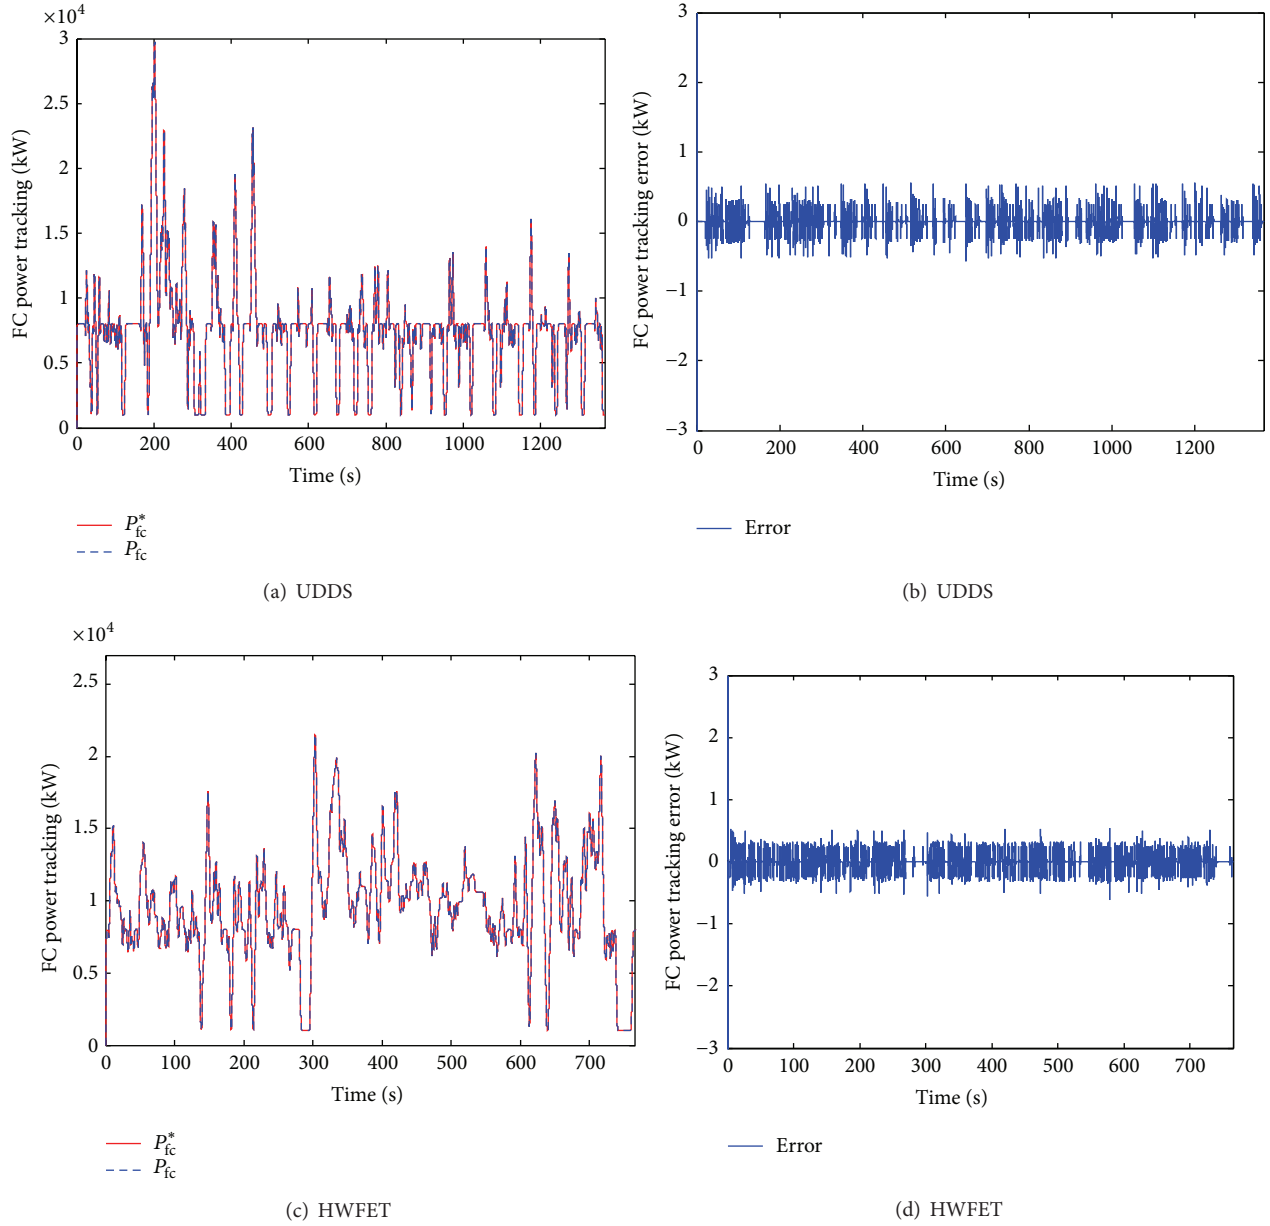 ×10⁴
3
2.5
2
1.5
1
0.5
0
FC power tracking (kW)
0 200 400 600 800 1000 1200
Time (s)
P*fc
Pfc
(a) UDDS
3
2
1
0
−1
−2
−3
FC power tracking error (kW)
0 200 400 600 800 1000 1200
Time (s)
Error
(b) UDDS
×10⁴
2.5
2
1.5
1
0.5
0
FC power tracking (kW)
0 100 200 300 400 500 600 700
Time (s)
P*fc
Pfc
(c) HWFET
3
2
1
0
−1
−2
−3
FC power tracking error (kW)
0 100 200 300 400 500 600 700
Time (s)
Error
(d) HWFET